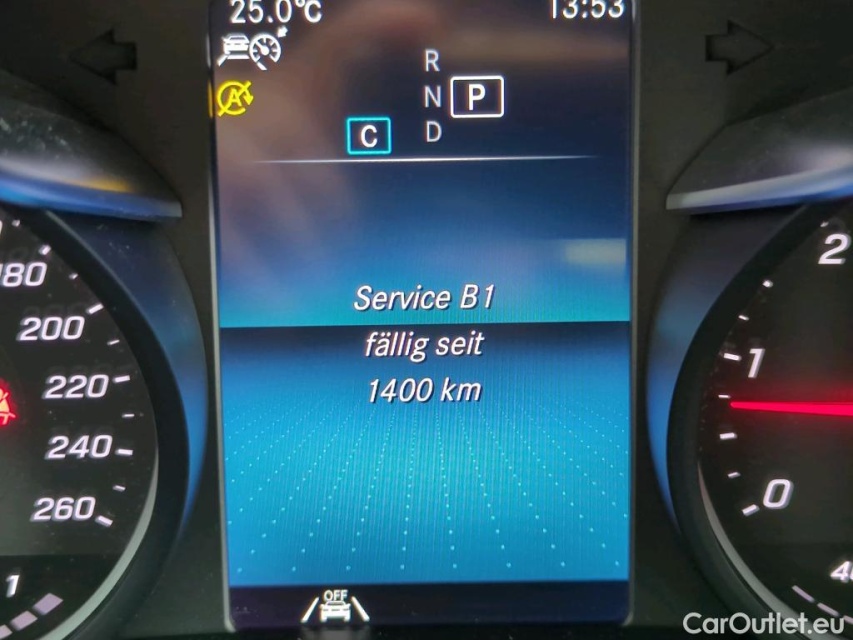 25.0°C 13:53
R
N P
D
C
Service B1
fällig seit
1400 km
180
200
220
240
260
1
2
1
0
OFF
CarOutlet.eu